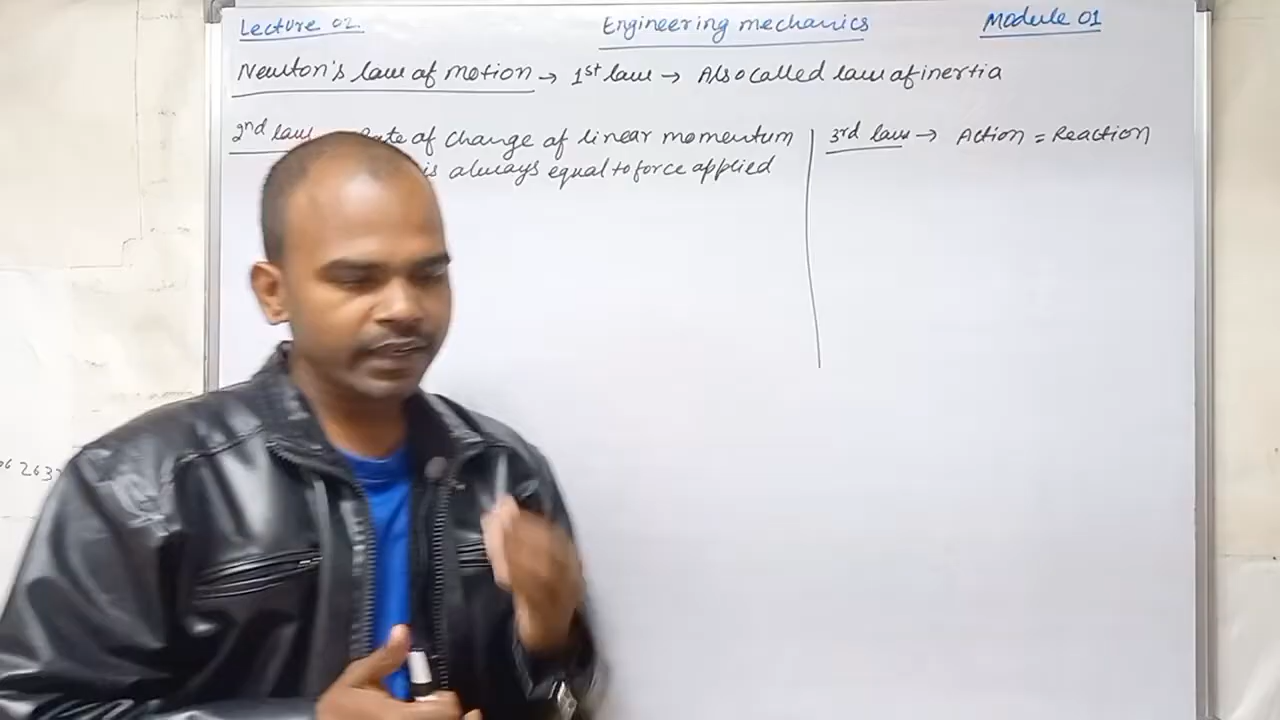 Lecture 02. Engineering mechanics Module 01
Newton's law of motion → 1st law → Also called law of inertia
2nd law of change of linear momentum
is always equal to force applied
3rd law → Action = Reaction